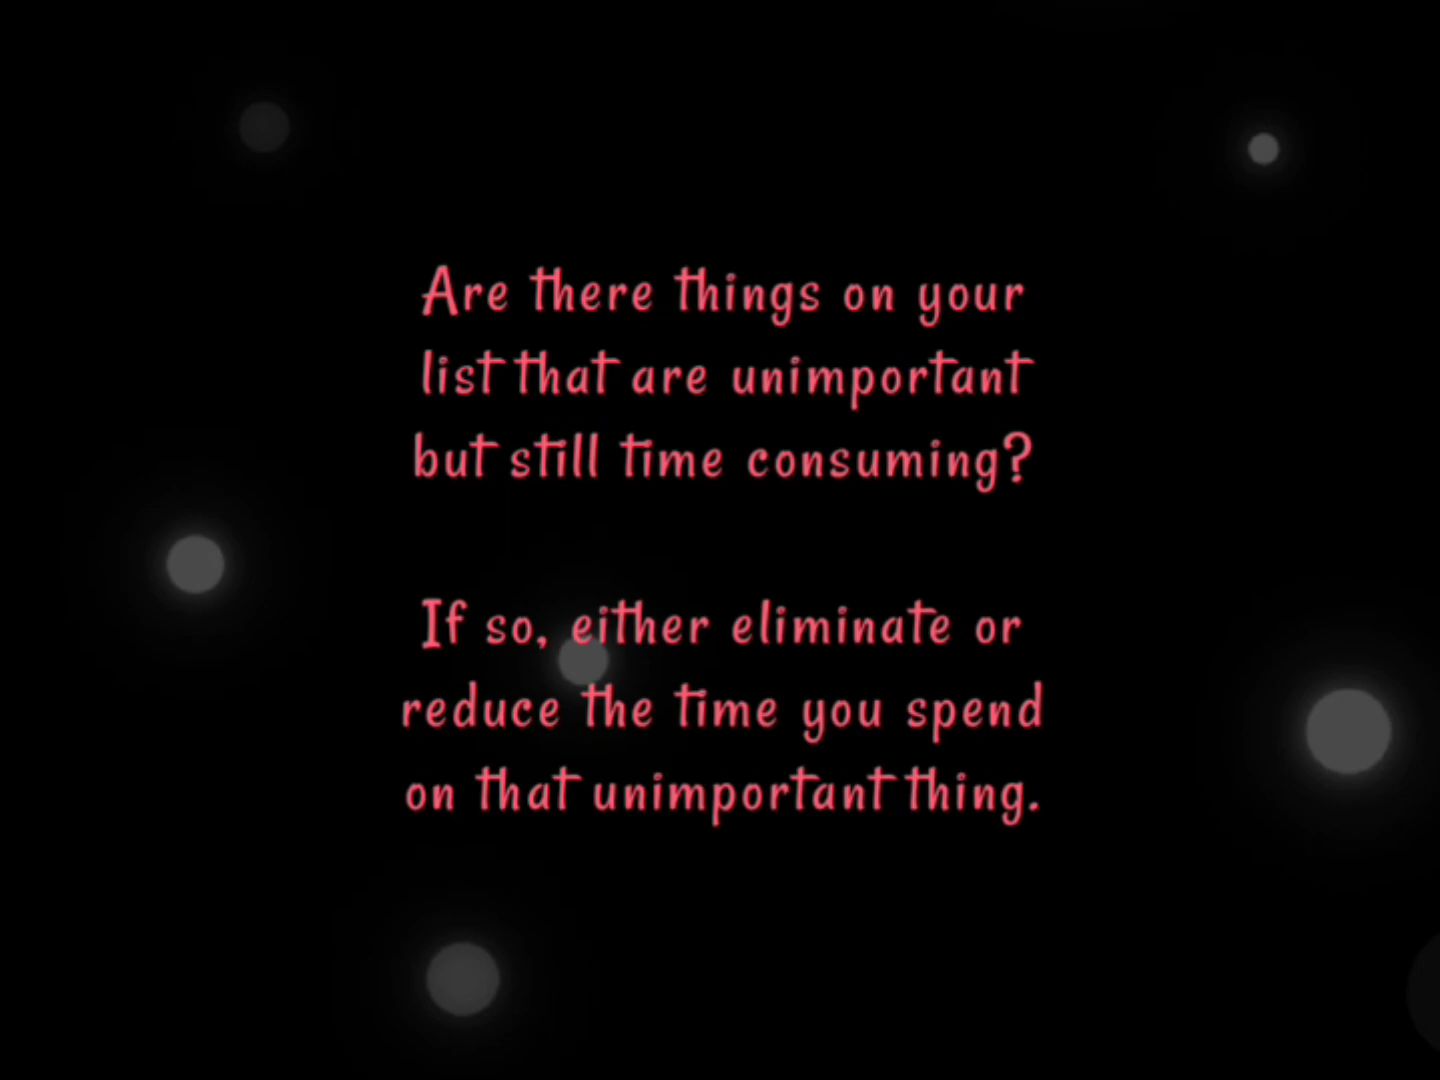 Are there things on your
list that are unimportant
but still time consuming?
If so, either eliminate or
reduce the time you spend
on that unimportant thing.